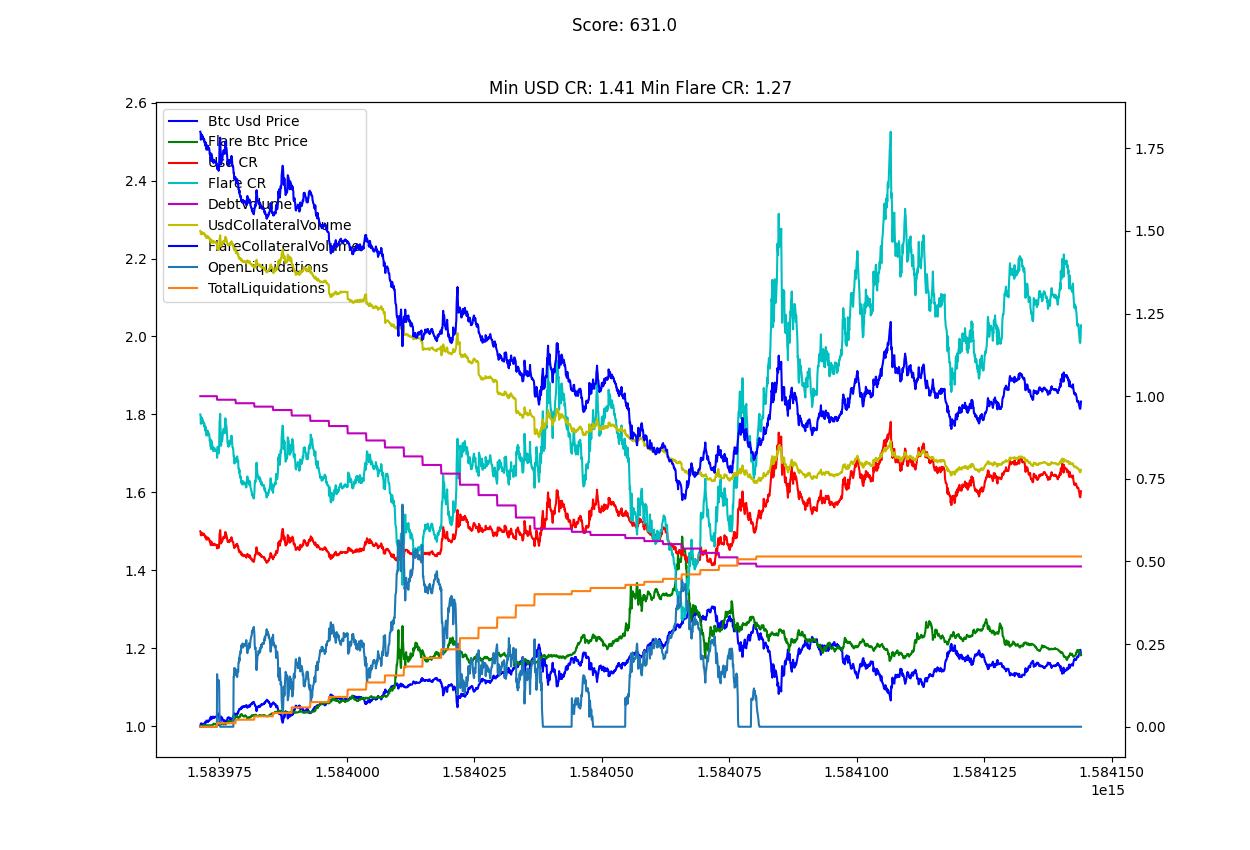 Score: 631.0
Min USD CR: 1.41 Min Flare CR: 1.27
Btc Usd Price
Flare Btc Price
Usd CR
Flare CR
DebtVolume
UsdCollateralVolume
FlareCollateralVolume
OpenLiquidations
TotalLiquidations
2.6
2.4
2.2
2.0
1.8
1.6
1.4
1.2
1.0
1.75
1.50
1.25
1.00
0.75
0.50
0.25
0.00
1.583975 1.584000 1.584025 1.584050 1.584075 1.584100 1.584125 1.584150
1e15